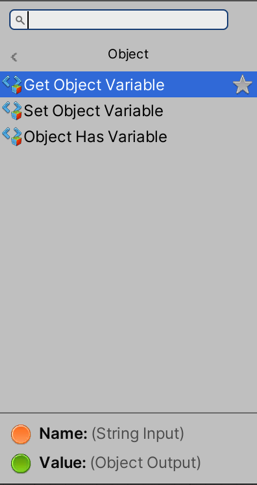 Object
Get Object Variable
Set Object Variable
Object Has Variable
Name: (String Input)
Value: (Object Output)